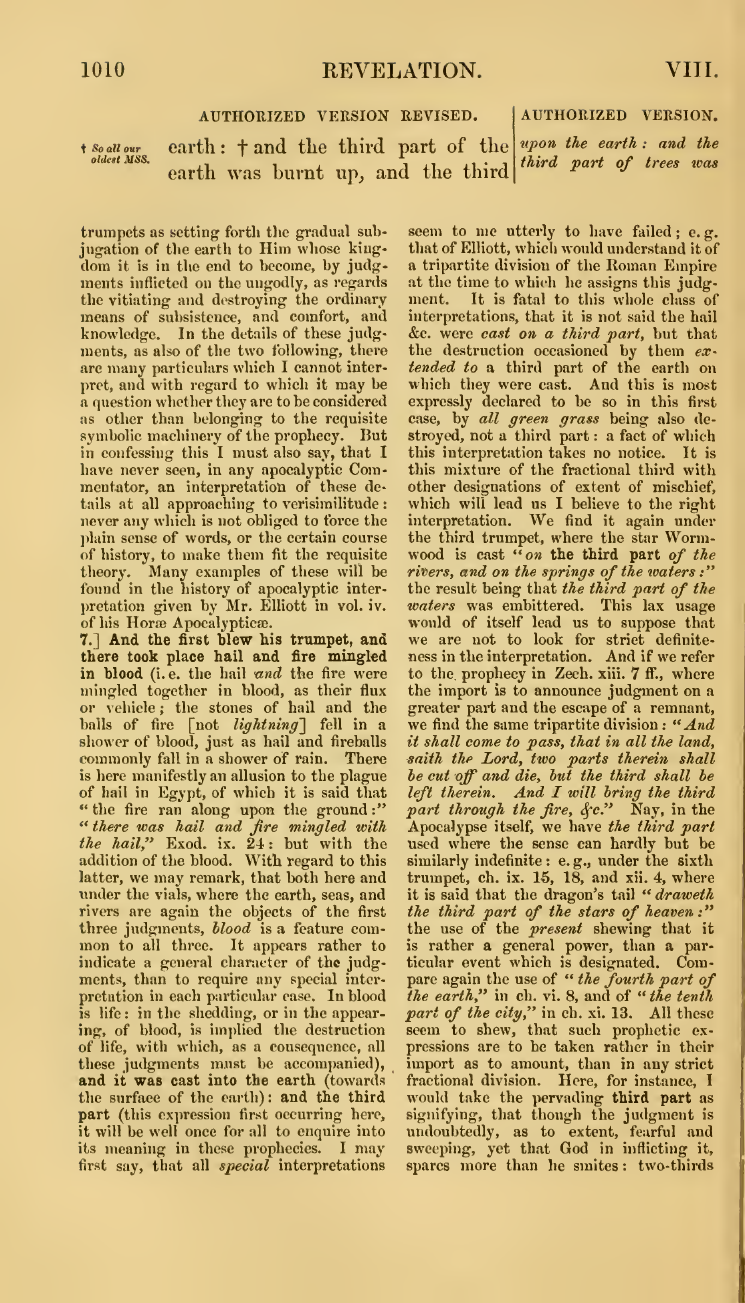 1010 REVELATION. VIII.
AUTHORIZED VERSION REVISED.
† So all our
oldest MSS.
earth: † and the third part of the
earth was burnt up, and the third
AUTHORIZED VERSION.
upon the earth: and the
third part of trees was
trumpets as setting forth the gradual sub-
jugation of the earth to Him whose king-
dom it is in the end to become, by judg-
ments inflicted on the ungodly, as regards
the vitiating and destroying the ordinary
means of subsistence, and comfort, and
knowledge. In the details of these judg-
ments, as also of the two following, there
are many particulars which I cannot inter-
pret, and with regard to which it may be
a question whether they are to be considered
as other than belonging to the requisite
symbolic machinery of the prophecy. But
in confessing this I must also say, that I
have never seen, in any apocalyptic Com-
mentator, an interpretation of these de-
tails at all approaching to verisimilitude:
never any which is not obliged to force the
plain sense of words, or the certain course
of history, to make them fit the requisite
theory. Many examples of these will be
found in the history of apocalyptic inter-
pretation given by Mr. Elliott in vol. iv.
of his Horæ Apocalypticæ.
7.] And the first blew his trumpet, and
there took place hail and fire mingled
in blood (i. e. the hail and the fire were
mingled together in blood, as their flux
or vehicle; the stones of hail and the
balls of fire [not lightning] fell in a
shower of blood, just as hail and fireballs
commonly fall in a shower of rain. There
is here manifestly an allusion to the plague
of hail in Egypt, of which it is said that
“the fire ran along upon the ground:”
“there was hail and fire mingled with
the hail,” Exod. ix. 24: but with the
addition of the blood. With regard to this
latter, we may remark, that both here and
under the vials, where the earth, seas, and
rivers are again the objects of the first
three judgments, blood is a feature com-
mon to all three. It appears rather to
indicate a general character of the judg-
ments, than to require any special inter-
pretation in each particular case. In blood
is life: in the shedding, or in the appear-
ing, of blood, is implied the destruction
of life, with which, as a consequence, all
these judgments must be accompanied),
and it was cast into the earth (towards
the surface of the earth): and the third
part (this expression first occurring here,
it will be well once for all to enquire into
its meaning in these prophecies. I may
first say, that all special interpretations
seem to me utterly to have failed; e. g.
that of Elliott, which would understand it of
a tripartite division of the Roman Empire
at the time to which he assigns this judg-
ment. It is fatal to this whole class of
interpretations, that it is not said the hail
&c. were cast on a third part, but that
the destruction occasioned by them ex-
tended to a third part of the earth on
which they were cast. And this is most
expressly declared to be so in this first
case, by all green grass being also de-
stroyed, not a third part: a fact of which
this interpretation takes no notice. It is
this mixture of the fractional third with
other designations of extent of mischief,
which will lead us I believe to the right
interpretation. We find it again under
the third trumpet, where the star Worm-
wood is cast “on the third part of the
rivers, and on the springs of the waters:”
the result being that the third part of the
waters was embittered. This lax usage
would of itself lead us to suppose that
we are not to look for strict definite-
ness in the interpretation. And if we refer
to the prophecy in Zech. xiii. 7 ff., where
the import is to announce judgment on a
greater part and the escape of a remnant,
we find the same tripartite division: “And
it shall come to pass, that in all the land,
saith the Lord, two parts therein shall
be cut off and die, but the third shall be
left therein. And I will bring the third
part through the fire, &c.” Nay, in the
Apocalypse itself, we have the third part
used where the sense can hardly but be
similarly indefinite: e. g., under the sixth
trumpet, ch. ix. 15, 18, and xii. 4, where
it is said that the dragon's tail “draweth
the third part of the stars of heaven:”
the use of the present shewing that it
is rather a general power, than a par-
ticular event which is designated. Com-
pare again the use of “the fourth part of
the earth,” in ch. vi. 8, and of “the tenth
part of the city,” in ch. xi. 13. All these
seem to shew, that such prophetic ex-
pressions are to be taken rather in their
import as to amount, than in any strict
fractional division. Here, for instance, I
would take the pervading third part as
signifying, that though the judgment is
undoubtedly, as to extent, fearful and
sweeping, yet that God in inflicting it,
spares more than he smites: two-thirds